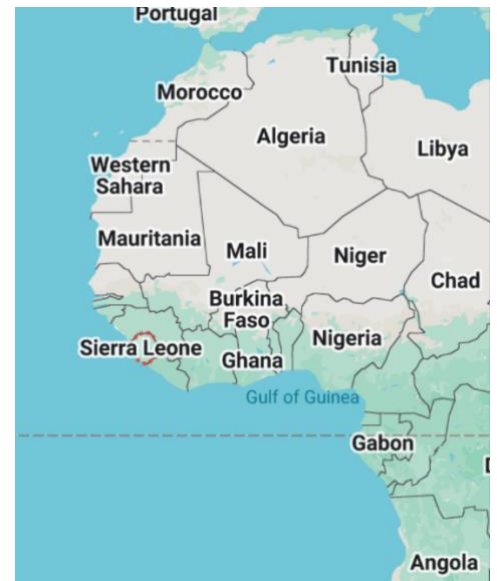 Portugal
Tunisia
Morocco
Algeria
Libya
Western
Sahara
Mauritania
Mali
Niger
Chad
Burkina
Faso
Nigeria
Sierra Leone
Ghana
Gulf of Guinea
Gabon
Angola